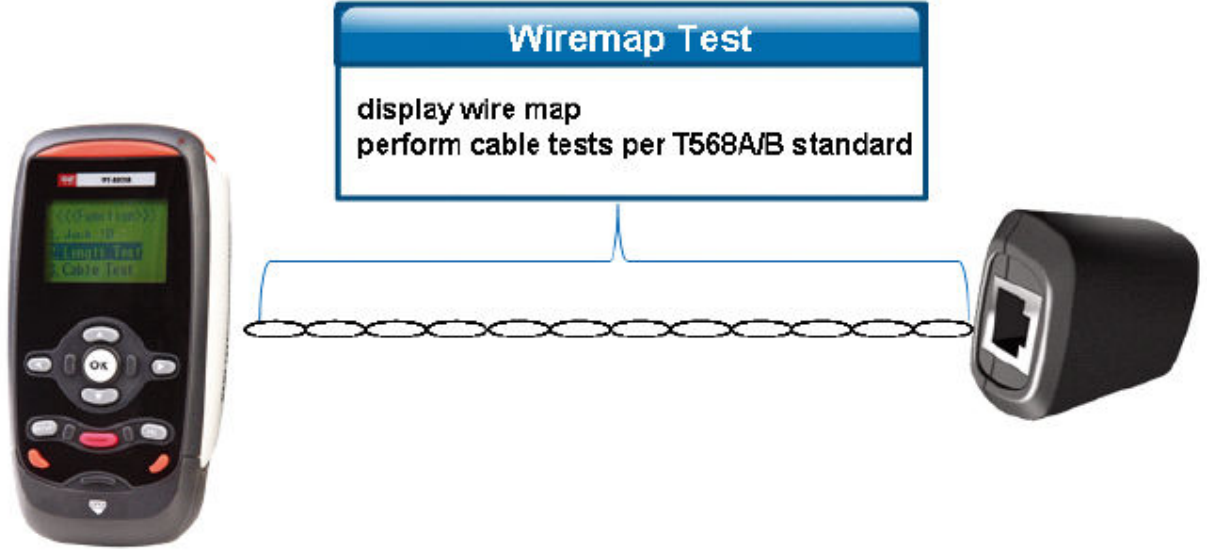 Wiremap Test
display wire map
perform cable tests per T568A/B standard
<<<Function>>>
1.Jack ID
2.Length Test
3.Cable Test
OK